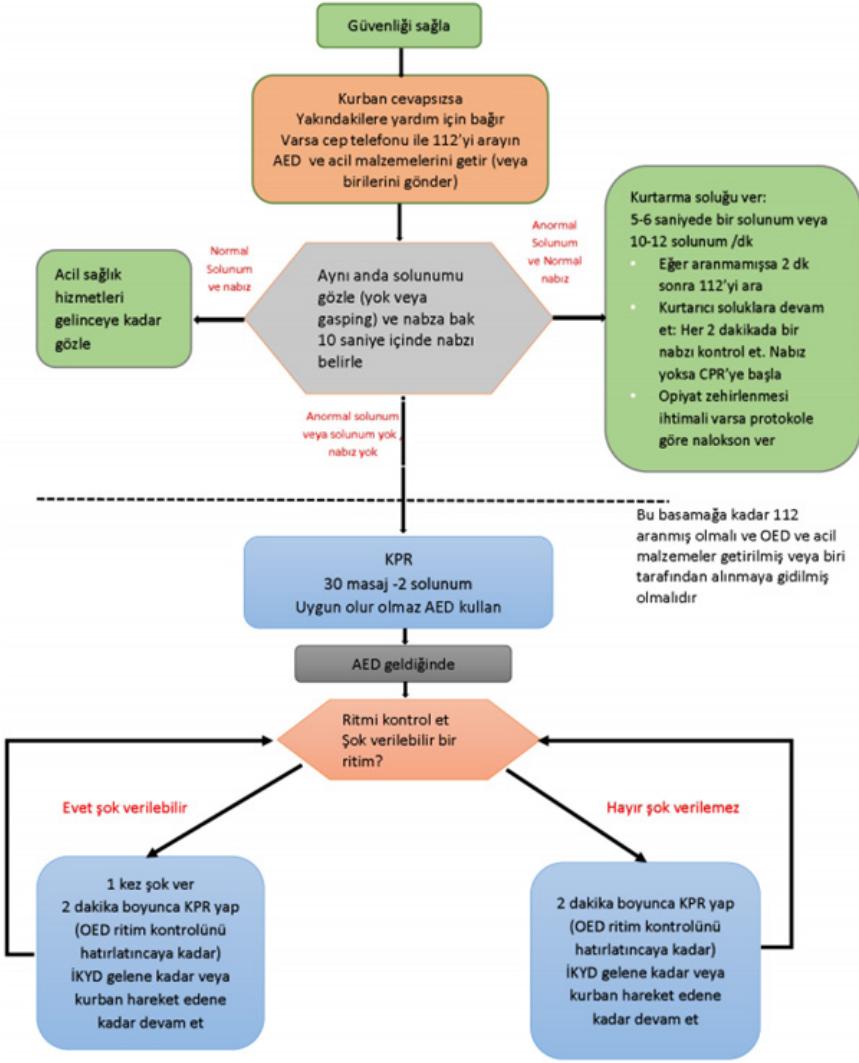 Güvenliği sağla
Kurban cevapsızsa
Yakındakilere yardım için bağır
Varsa cep telefonu ile 112'yi arayın
AED ve acil malzemelerini getir (veya
birilerini gönder)
Normal
Solunum
ve nabız
Anormal
Solunum
ve Normal
nabız
Acil sağlık
hizmetleri
gelinceye kadar
gözle
Aynı anda solunumu
gözle (yok veya
gasping) ve nabza bak
10 saniye içinde nabzı
belirle
Kurtarma soluğu ver:
5-6 saniyede bir solunum veya
10-12 solunum /dk
• Eğer aranmamışsa 2 dk
sonra 112'yi ara
• Kurtarıcı soluklara devam
et: Her 2 dakikada bir
nabzı kontrol et. Nabız
yoksa CPR'ye başla
• Opiyat zehirlenmesi
ihtimali varsa protokole
göre nalokson ver
Anormal solunum
veya solunum yok ,
nabız yok
Bu basamağa kadar 112
aranmış olmalı ve OED ve acil
malzemeler getirilmiş veya biri
tarafından alınmaya gidilmiş
olmalıdır
KPR
30 masaj -2 solunum
Uygun olur olmaz AED kullan
AED geldiğinde
Ritmi kontrol et
Şok verilebilir bir
ritim?
Evet şok verilebilir
Hayır şok verilemez
1 kez şok ver
2 dakika boyunca KPR yap
(OED ritim kontrolünü
hatırlatıncaya kadar)
İKYD gelene kadar veya
kurban hareket edene
kadar devam et
2 dakika boyunca KPR yap
(OED ritim kontrolünü
hatırlatıncaya kadar)
İKYD gelene kadar veya
kurban hareket edene
kadar devam et